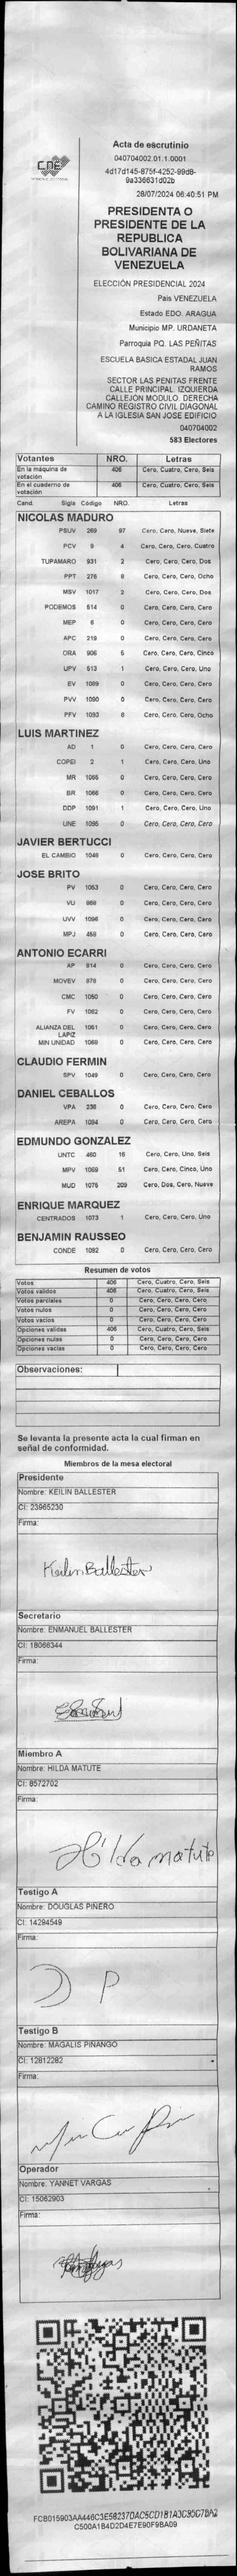 CNE
Acta de escrutinio
040704002.01.1.0001
4d17d145-875f-4252-99d8-
9a336631d02b
28/07/2024 06:40:51 PM
PRESIDENTA O
PRESIDENTE DE LA
REPUBLICA
BOLIVARIANA DE
VENEZUELA
ELECCIÓN PRESIDENCIAL 2024
Pais VENEZUELA
Estado EDO. ARAGUA
Municipio MP. URDANETA
Parroquia PQ. LAS PEÑITAS
ESCUELA BASICA ESTADAL JUAN
RAMOS
SECTOR LAS PENITAS FRENTE
CALLE PRINCIPAL. IZQUIERDA
CALLEJÓN MODULO. DERECHA
CAMINO REGISTRO CIVIL DIAGONAL
A LA IGLESIA SAN JOSE EDIFICIO
040704002
583 Electores
Votantes NRO. Letras
En la máquina de votación 406 Cero, Cuatro, Cero, Seis
En el cuaderno de votación 406 Cero, Cuatro, Cero, Seis
Cand. Sigla Código NRO. Letras
NICOLAS MADURO
PSUV 269 97 Cero, Cero, Nueve, Siete
PCV 9 4 Cero, Cero, Cero, Cuatro
TUPAMARO 931 2 Cero, Cero, Cero, Dos
PPT 276 8 Cero, Cero, Cero, Ocho
MSV 1017 2 Cero, Cero, Cero, Dos
PODEMOS 514 0 Cero, Cero, Cero, Cero
MEP 6 0 Cero, Cero, Cero, Cero
APC 219 0 Cero, Cero, Cero, Cero
ORA 906 5 Cero, Cero, Cero, Cinco
UPV 513 1 Cero, Cero, Cero, Uno
EV 1089 0 Cero, Cero, Cero, Cero
PVV 1090 0 Cero, Cero, Cero, Cero
PFV 1093 8 Cero, Cero, Cero, Ocho
LUIS MARTINEZ
AD 1 0 Cero, Cero, Cero, Cero
COPEI 2 1 Cero, Cero, Cero, Uno
MR 1065 0 Cero, Cero, Cero, Cero
BR 1066 0 Cero, Cero, Cero, Cero
DDP 1091 1 Cero, Cero, Cero, Uno
UNE 1095 0 Cero, Cero, Cero, Cero
JAVIER BERTUCCI
EL CAMBIO 1048 0 Cero, Cero, Cero, Cero
JOSE BRITO
PV 1053 0 Cero, Cero, Cero, Cero
VU 0 Cero, Cero, Cero, Cero
UVV 1096 0 Cero, Cero, Cero, Cero
MPJ 0 Cero, Cero, Cero, Cero
ANTONIO ECARRI
AP 814 0 Cero, Cero, Cero, Cero
MOVEV 978 0 Cero, Cero, Cero, Cero
CMC 1050 0 Cero, Cero, Cero, Cero
FV 1062 0 Cero, Cero, Cero, Cero
ALIANZA DEL LAPIZ 1061 0 Cero, Cero, Cero, Cero
MIN UNIDAD 1068 0 Cero, Cero, Cero, Cero
CLAUDIO FERMIN
SPV 1049 0 Cero, Cero, Cero, Cero
DANIEL CEBALLOS
VPA 236 0 Cero, Cero, Cero, Cero
AREPA 1094 0 Cero, Cero, Cero, Cero
EDMUNDO GONZALEZ
UNTC 460 16 Cero, Cero, Uno, Seis
MPV 1069 51 Cero, Cero, Cinco, Uno
MUD 1075 209 Cero, Dos, Cero, Nueve
ENRIQUE MARQUEZ
CENTRADOS 1073 1 Cero, Cero, Cero, Uno
BENJAMIN RAUSSEO
CONDE 1082 0 Cero, Cero, Cero, Cero
Resumen de votos
Votos 406 Cero, Cuatro, Cero, Seis
Votos validos 406 Cero, Cuatro, Cero, Seis
Votos parciales 0 Cero, Cero, Cero, Cero
Votos nulos 0 Cero, Cero, Cero, Cero
Votos vacios 0 Cero, Cero, Cero, Cero
Opciones validas 406 Cero, Cuatro, Cero, Seis
Opciones nulas 0 Cero, Cero, Cero, Cero
Opciones vacias 0 Cero, Cero, Cero, Cero
Observaciones:
Se levanta la presente acta la cual firman en
señal de conformidad.
Miembros de la mesa electoral
Presidente
Nombre: KEILIN BALLESTER
CI: 23965230
Firma:
Keilin Ballester
Secretario
Nombre: ENMANUEL BALLESTER
CI: 18066344
Firma:
Miembro A
Nombre: HILDA MATUTE
CI: 8572702
Firma:
Hilda matute
Testigo A
Nombre: DOUGLAS PIÑERO
CI: 14294549
Firma:
D P
Testigo B
Nombre: MAGALIS PIÑANGO
CI: 12612282
Firma:
Operador
Nombre: YANNET VARGAS
CI: 15062903
Firma:
FCB015903AA446C3E56237DAC5CD1B1A3C95C7BA2
C500A1B4D2D4E7E90F9BA09